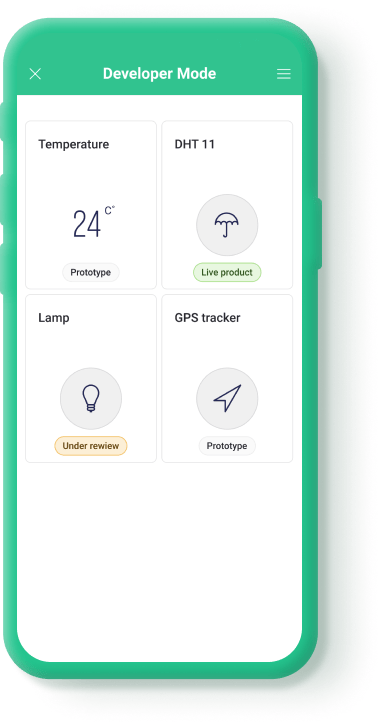 Developer Mode
Temperature
DHT 11
24 C°
Prototype
Live product
Lamp
GPS tracker
Under rewiew
Prototype